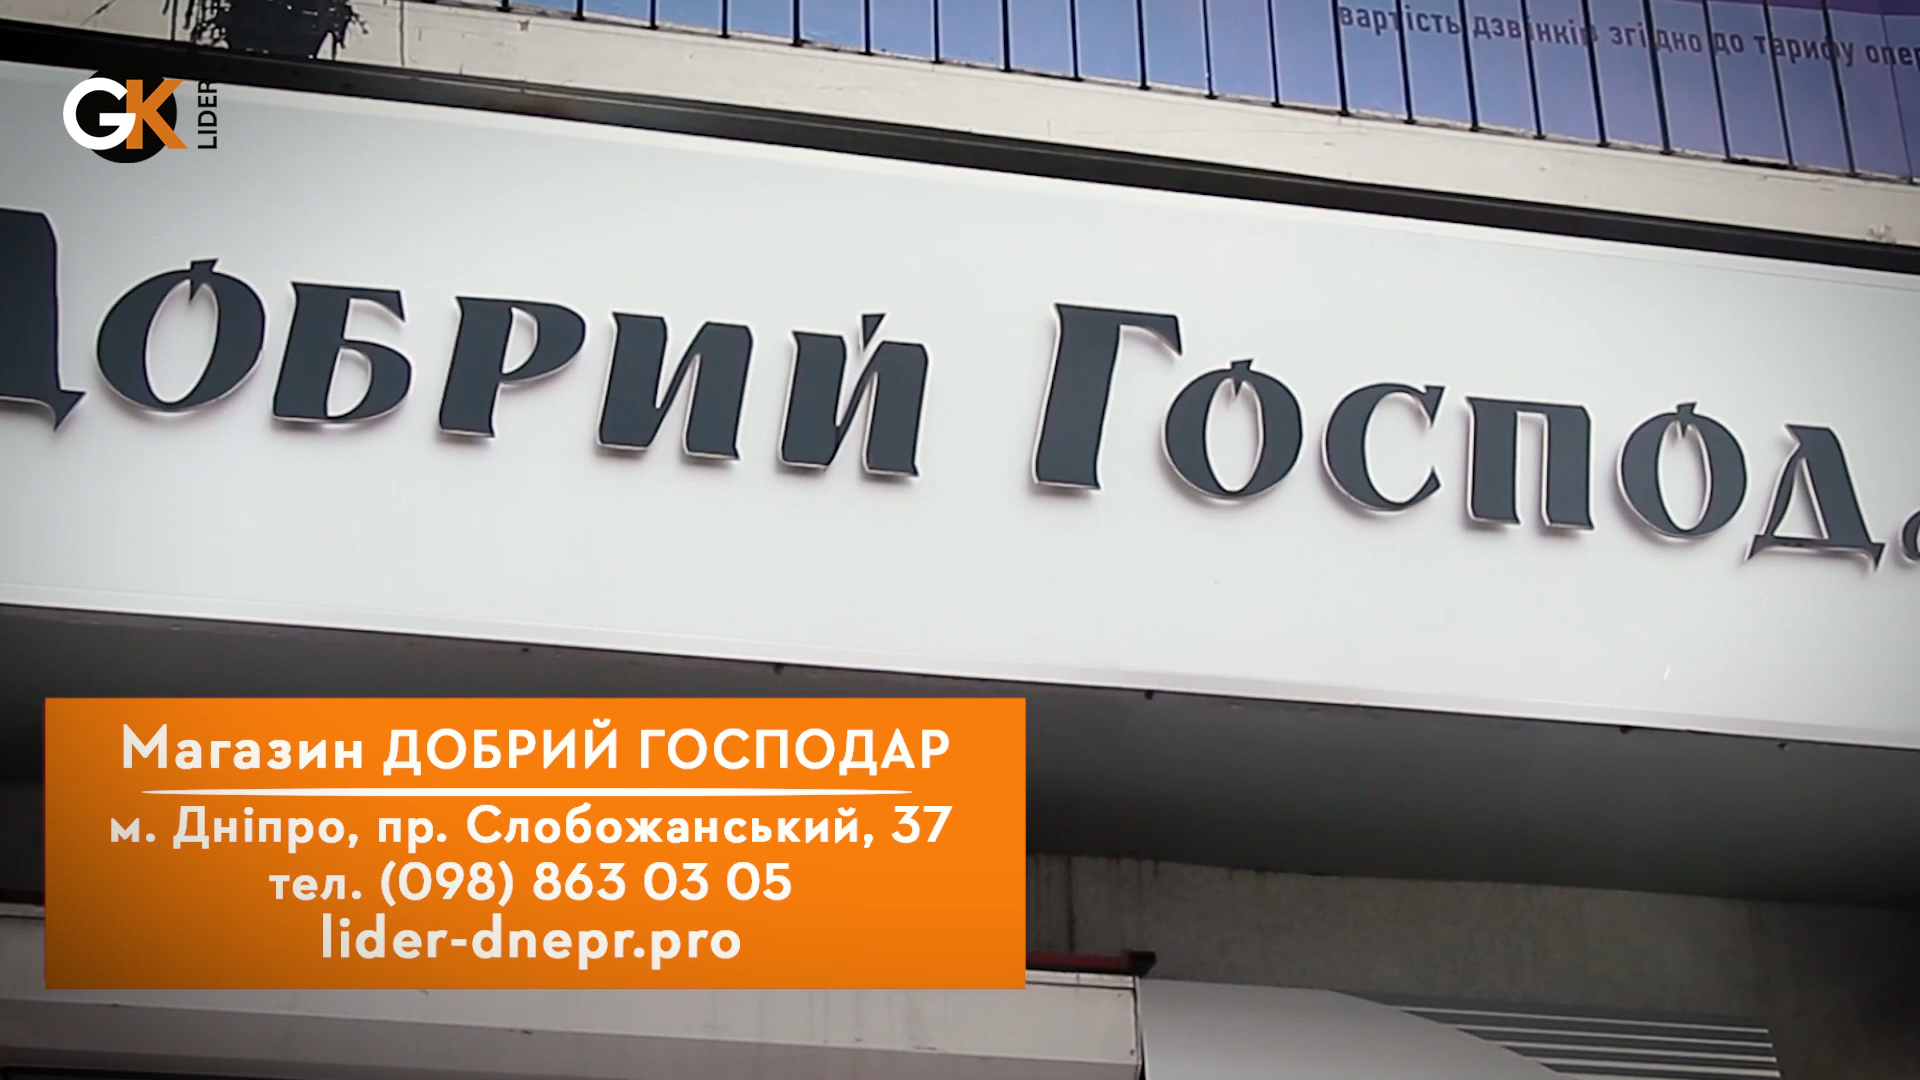 вартість дзвінків згідно до тарифу
GK LIDER
Добрий Господ
Магазин ДОБРИЙ ГОСПОДАР
м. Дніпро, пр. Слобожанський, 37
тел. (098) 863 03 05
lider-dnepr.pro